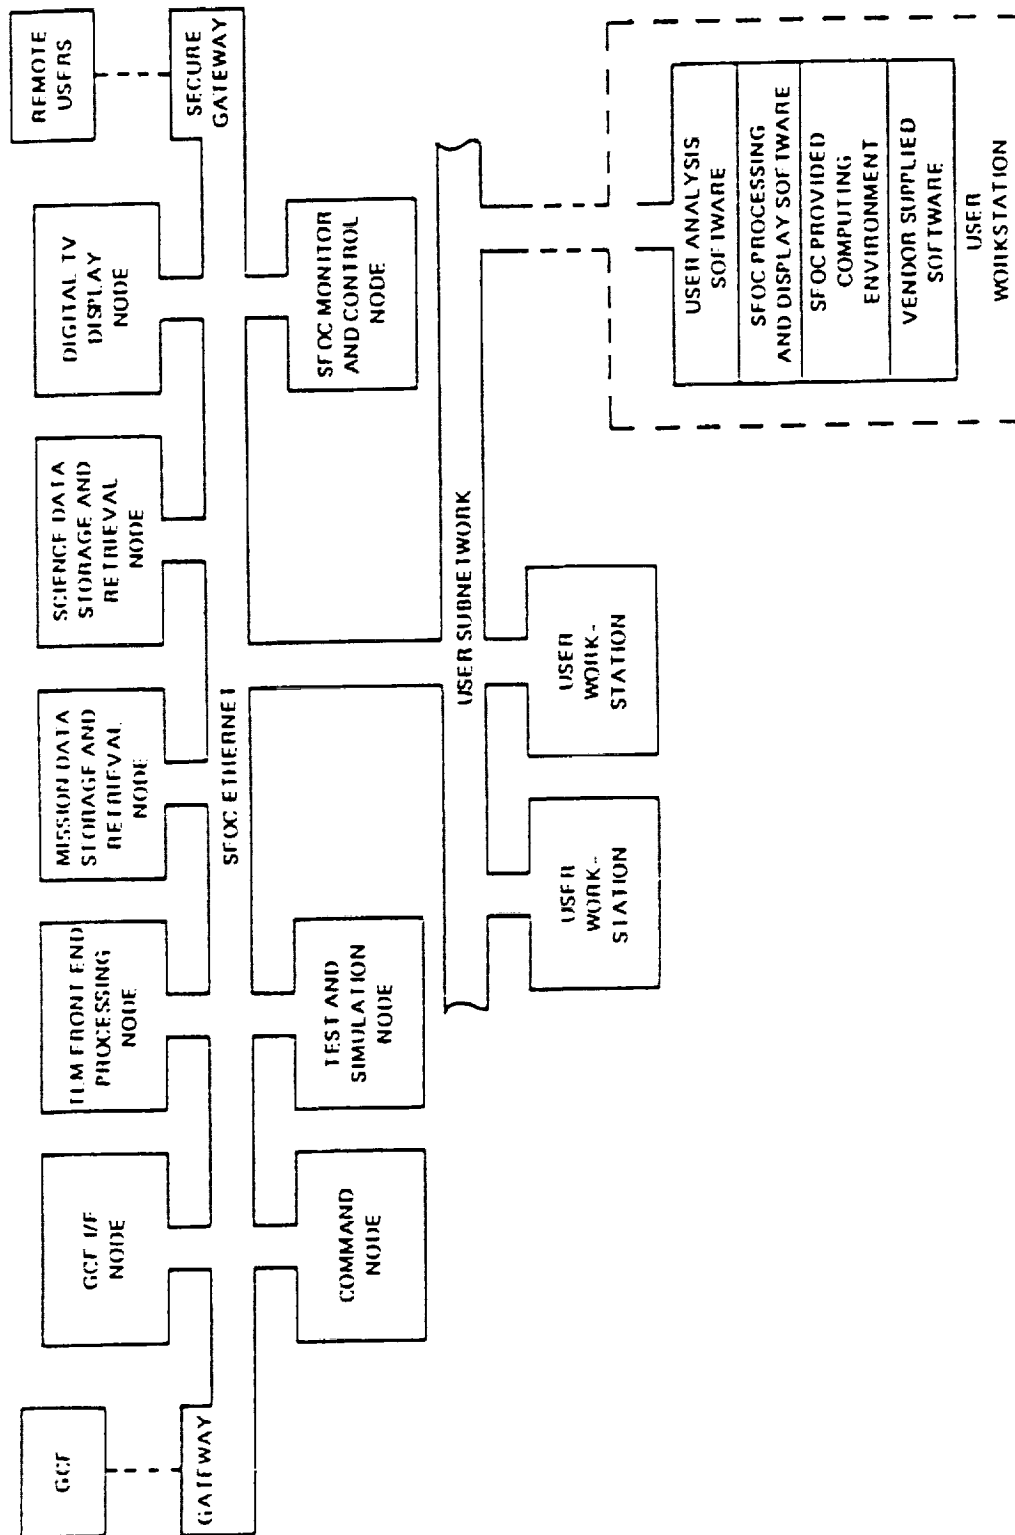 GCF
GATEWAY
GCF I/F
NODE
TLM FRONT END
PROCESSING
NODE
MISSION DATA
STORAGE AND
RETRIEVAL
NODE
SCIENCE DATA
STORAGE AND
RETRIEVAL
NODE
DIGITAL TV
DISPLAY
NODE
REMOTE
USERS
SECURE
GATEWAY
SFOC ETHERNET
COMMAND
NODE
TEST AND
SIMULATION
NODE
SFOC MONITOR
AND CONTROL
NODE
USER SUBNETWORK
USER
WORK-
STATION
USER
WORK-
STATION
USER ANALYSIS
SOFTWARE
SFOC PROCESSING
AND DISPLAY SOFTWARE
SFOC PROVIDED
COMPUTING
ENVIRONMENT
VENDOR SUPPLIED
SOFTWARE
USER
WORKSTATION